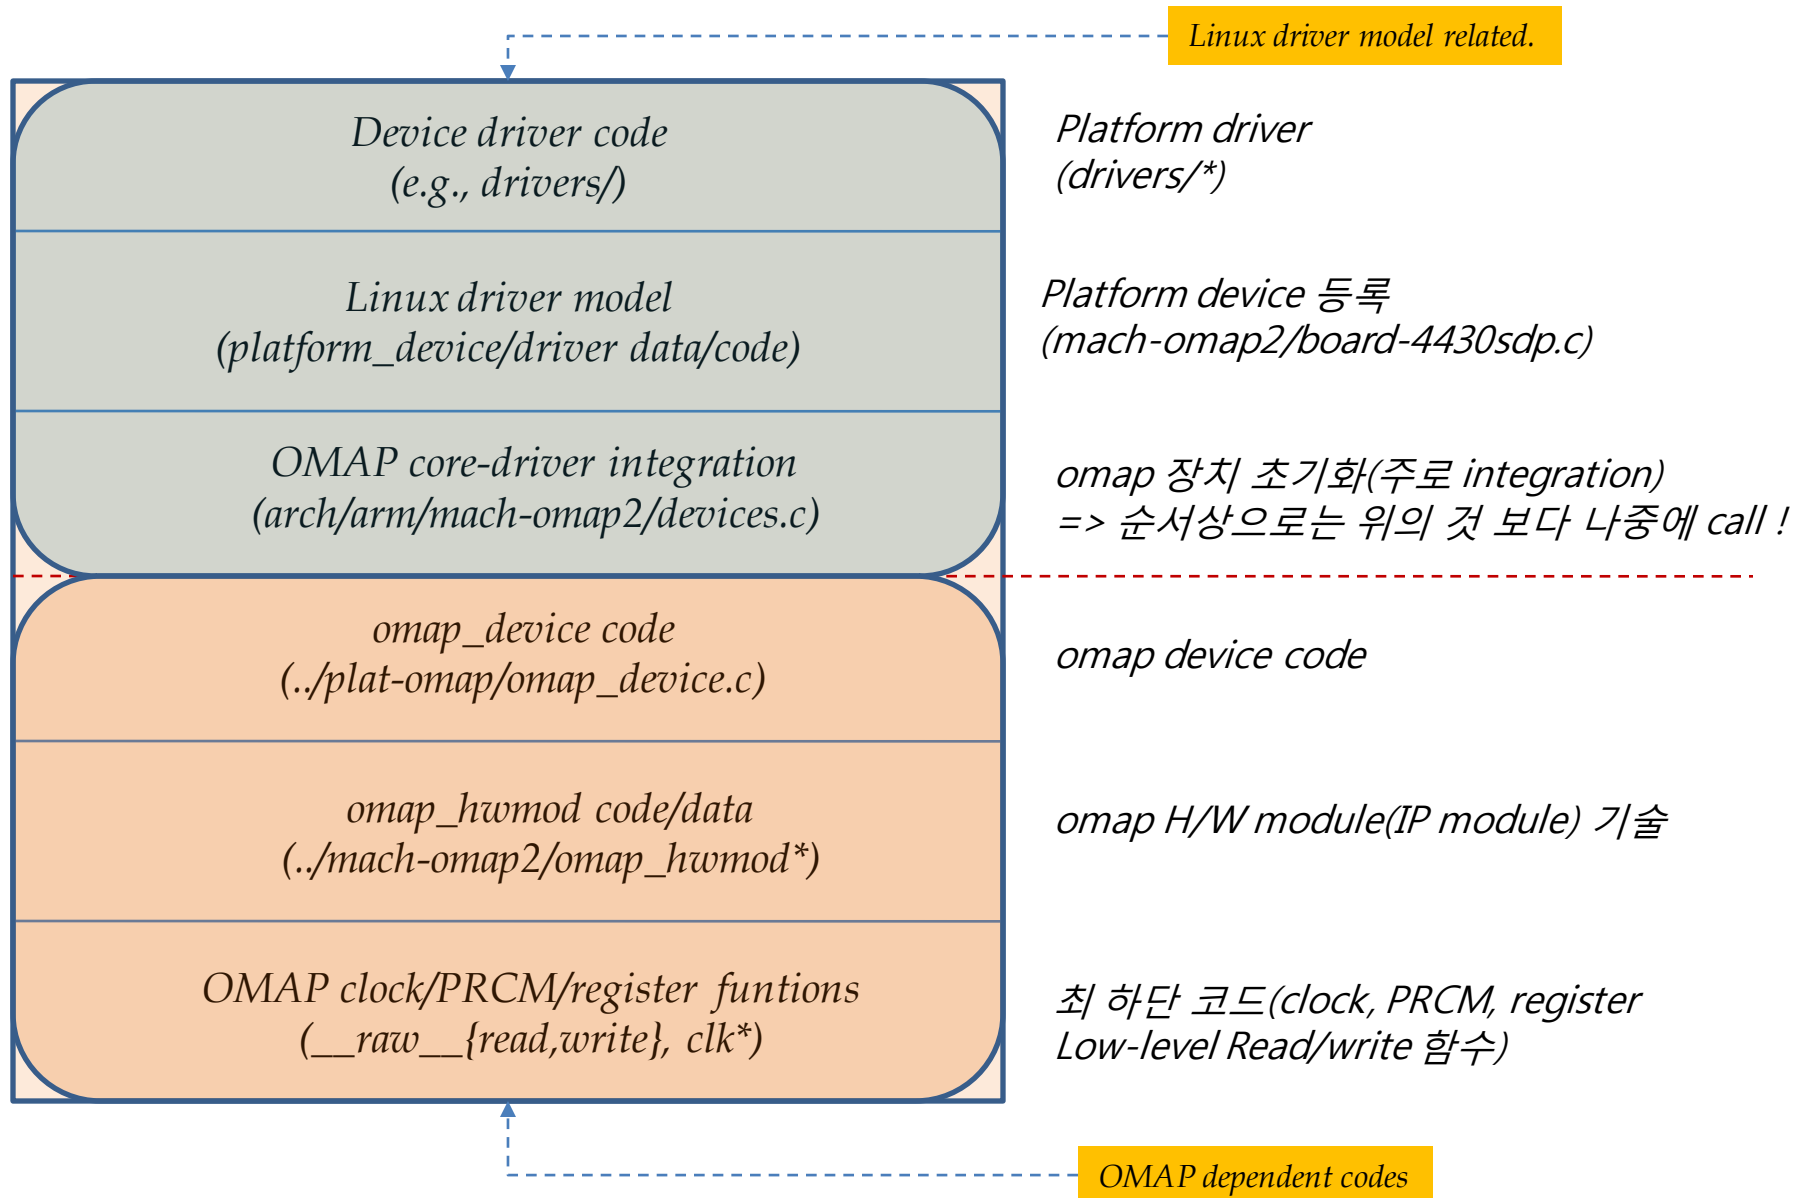 Linux driver model related.
Device driver code
(e.g., drivers/)
Platform driver
(drivers/*)
Linux driver model
(platform_device/driver data/code)
Platform device 등록
(mach-omap2/board-4430sdp.c)
OMAP core-driver integration
(arch/arm/mach-omap2/devices.c)
omap 장치 초기화(주로 integration)
=> 순서상으로는 위의 것 보다 나중에 call !
omap_device code
(../plat-omap/omap_device.c)
omap device code
omap_hwmod code/data
(../mach-omap2/omap_hwmod*)
omap H/W module(IP module) 기술
OMAP clock/PRCM/register funtions
(__raw__{read,write}, clk*)
최 하단 코드(clock, PRCM, register
Low-level Read/write 함수)
OMAP dependent codes